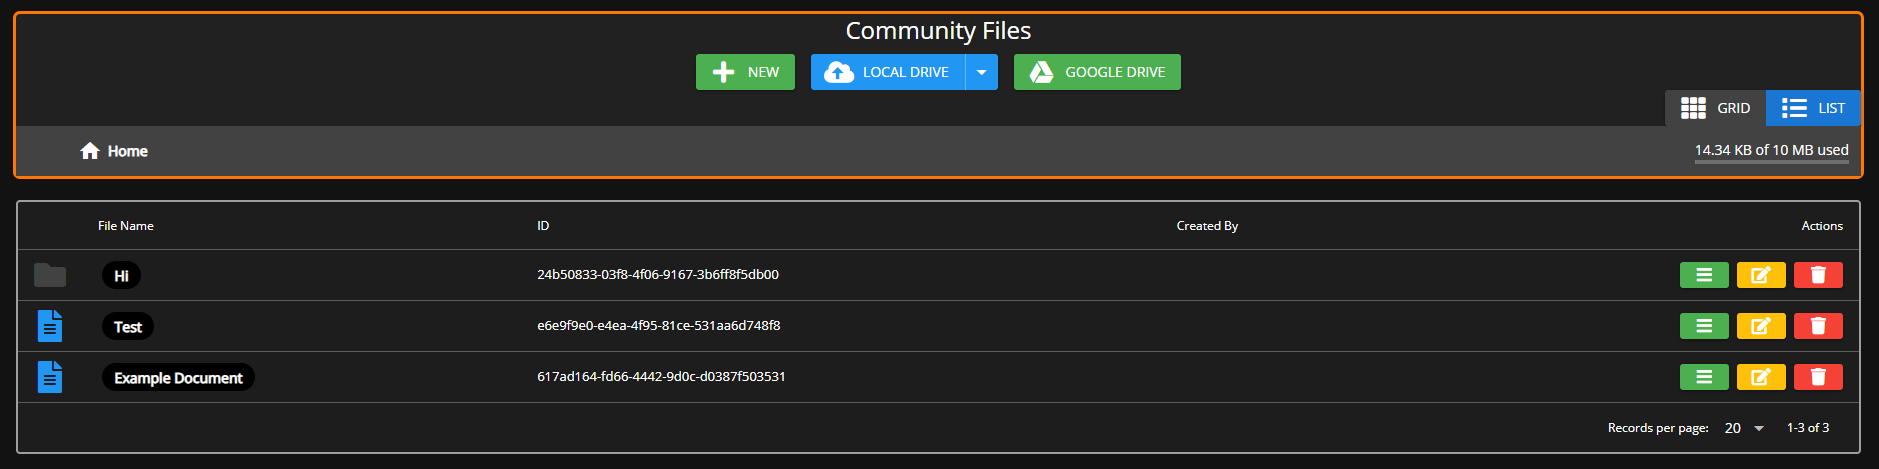 Community Files
NEW LOCAL DRIVE GOOGLE DRIVE
GRID LIST
Home 14.34 KB of 10 MB used
File Name ID Created By Actions
Hi 24b50833-03f8-4f06-9167-3b6ff8f5db00
Test e6e9f9e0-e4ea-4f95-81ce-531aa6d748f8
Example Document 617ad164-fd66-4442-9d0c-d0387f503531
Records per page: 20 1-3 of 3